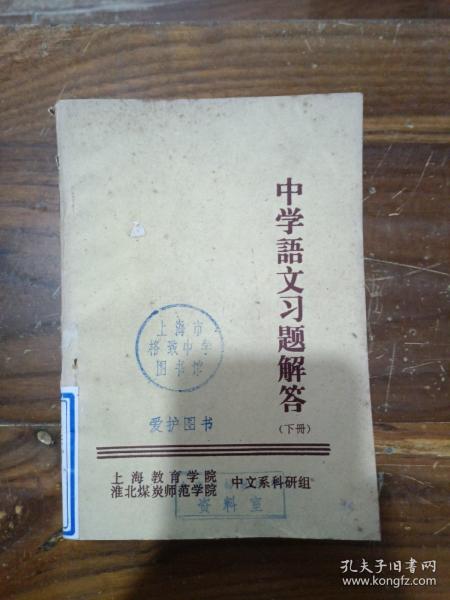 中学語文习题解答
（下册）
上海市
格致中学
图书馆
爱护图书
上海教育学院
淮北煤炭师范学院
中文系科研组
资料室
孔夫子旧书网
www.kongfz.com